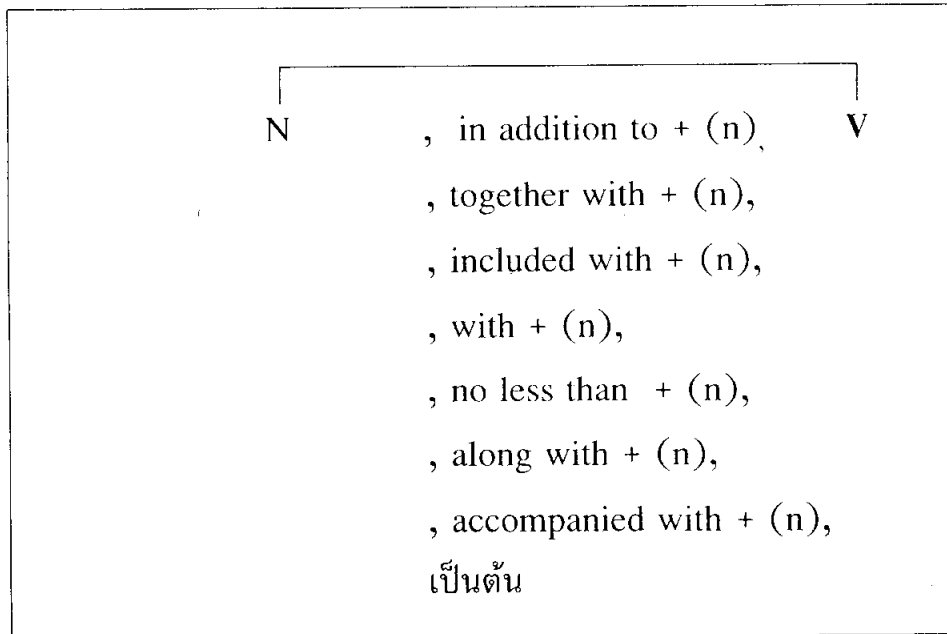 N , in addition to + (n), V
, together with + (n),
, included with + (n),
, with + (n),
, no less than + (n),
, along with + (n),
, accompanied with + (n),
เป็นต้น